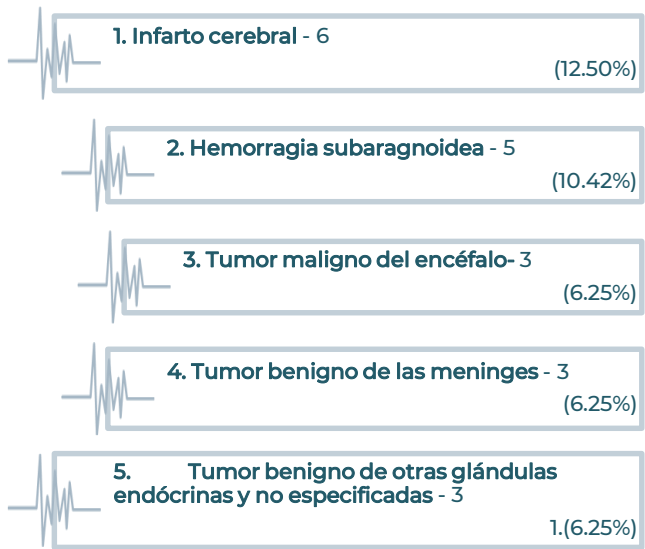 1. Infarto cerebral - 6
(12.50%)
2. Hemorragia subaragnoidea - 5
(10.42%)
3. Tumor maligno del encéfalo- 3
(6.25%)
4. Tumor benigno de las meninges - 3
(6.25%)
5. Tumor benigno de otras glándulas
endócrinas y no especificadas - 3
1.(6.25%)